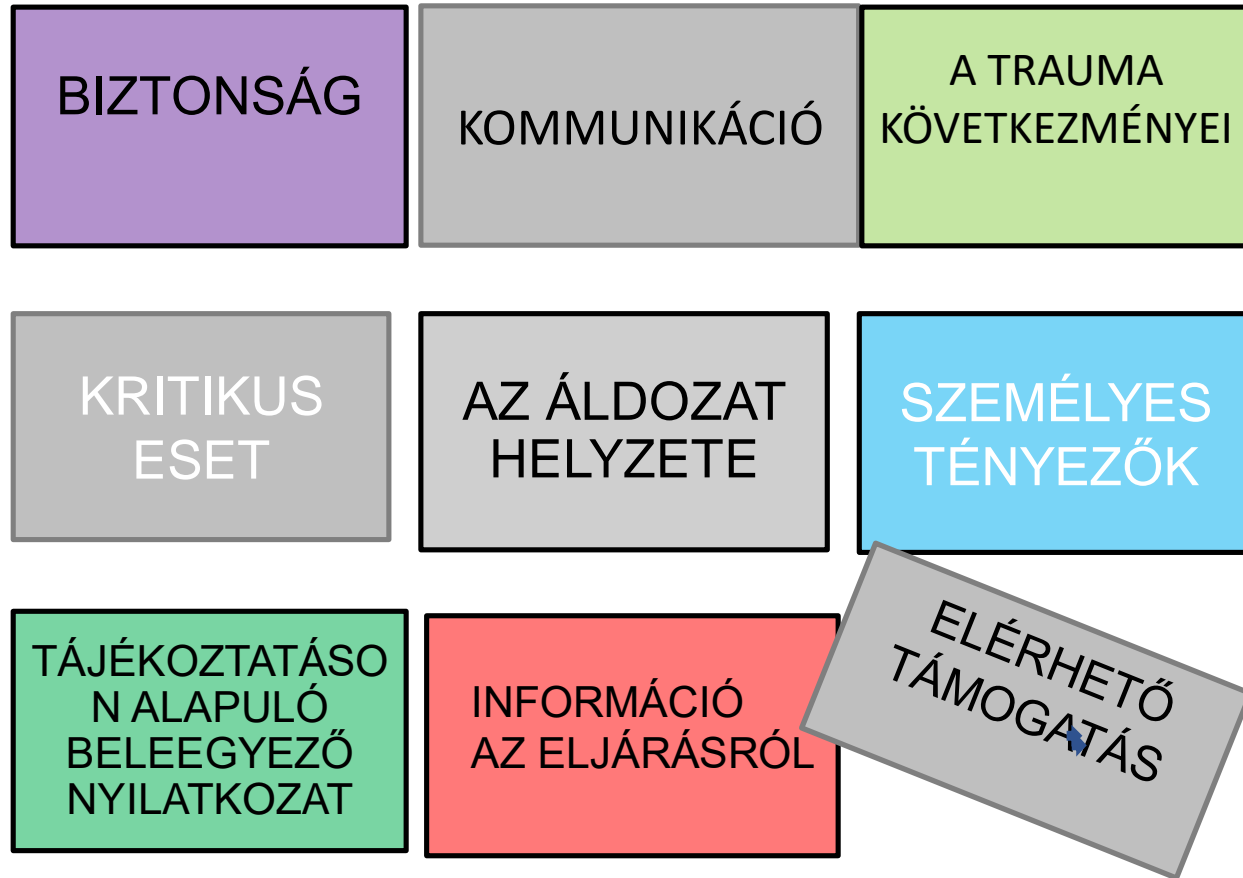 BIZTONSÁG
KOMMUNIKÁCIÓ
A TRAUMA
KÖVETKEZMÉNYEI
KRITIKUS
ESET
AZ ÁLDOZAT
HELYZETE
SZEMÉLYES
TÉNYEZŐK
TÁJÉKOZTATÁSO
N ALAPULÓ
BELEEGYEZŐ
NYILATKOZAT
INFORMÁCIÓ
AZ ELJÁRÁSRÓL
ELÉRHETŐ
TÁMOGATÁS